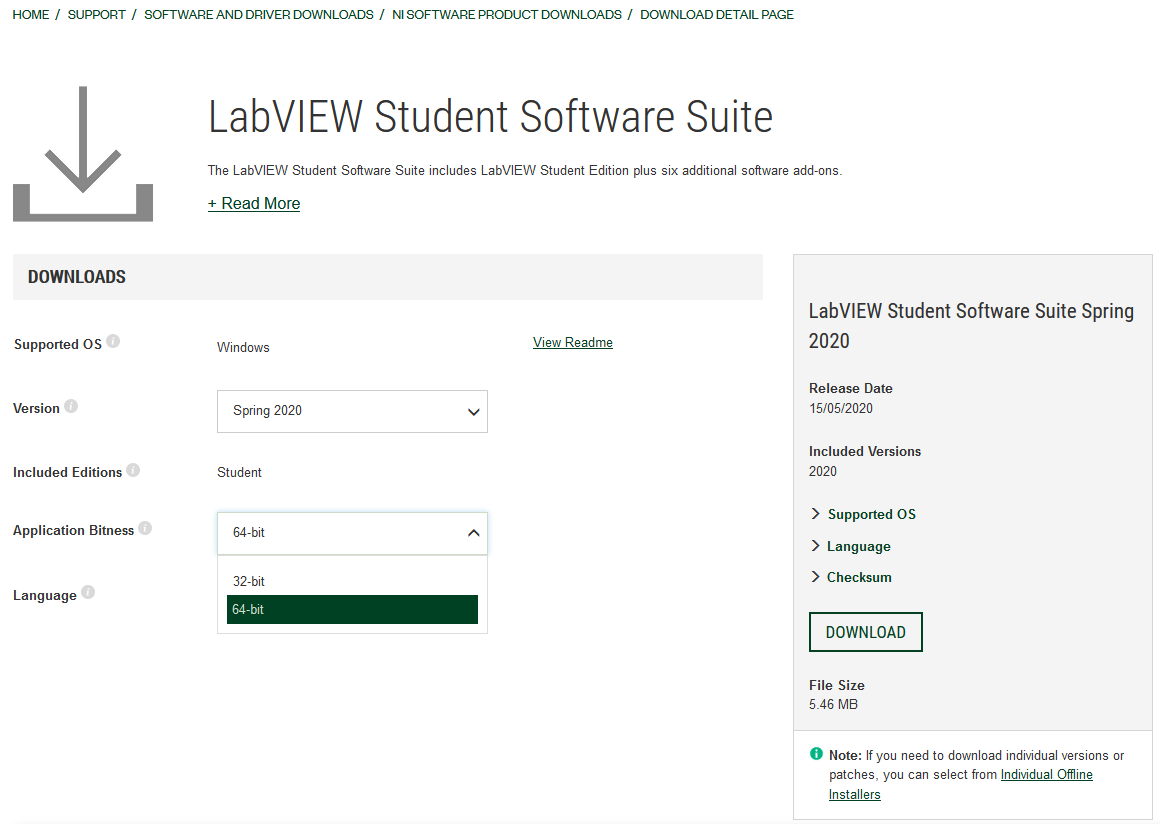 HOME / SUPPORT / SOFTWARE AND DRIVER DOWNLOADS / NI SOFTWARE PRODUCT DOWNLOADS / DOWNLOAD DETAIL PAGE
LabVIEW Student Software Suite
The LabVIEW Student Software Suite includes LabVIEW Student Edition plus six additional software add-ons.
+ Read More
DOWNLOADS
Supported OS i
Windows
View Readme
Version i
Spring 2020
Included Editions i
Student
Application Bitness i
64-bit
32-bit
64-bit
Language i
LabVIEW Student Software Suite Spring
2020
Release Date
15/05/2020
Included Versions
2020
Supported OS
Language
Checksum
DOWNLOAD
File Size
5.46 MB
i Note: If you need to download individual versions or
patches, you can select from Individual Offline
Installers